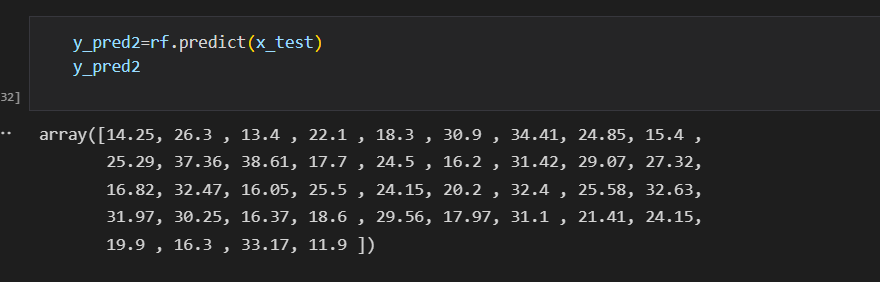 y_pred2=rf.predict(x_test)
y_pred2
32]
array([14.25, 26.3 , 13.4 , 22.1 , 18.3 , 30.9 , 34.41, 24.85, 15.4 ,
25.29, 37.36, 38.61, 17.7 , 24.5 , 16.2 , 31.42, 29.07, 27.32,
16.82, 32.47, 16.05, 25.5 , 24.15, 20.2 , 32.4 , 25.58, 32.63,
31.97, 30.25, 16.37, 18.6 , 29.56, 17.97, 31.1 , 21.41, 24.15,
19.9 , 16.3 , 33.17, 11.9 ])